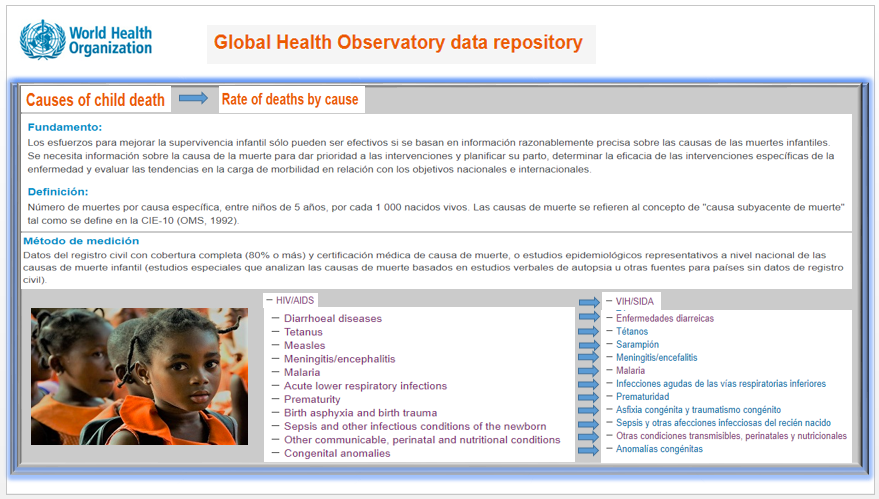 World Health
Organization
Global Health Observatory data repository
Causes of child death
Rate of deaths by cause
Fundamento:
Los esfuerzos para mejorar la supervivencia infantil sólo pueden ser efectivos si se basan en información razonablemente precisa sobre las causas de las muertes infantiles.
Se necesita información sobre la causa de la muerte para dar prioridad a las intervenciones y planificar su parto, determinar la eficacia de las intervenciones específicas de la
enfermedad y evaluar las tendencias en la carga de morbilidad en relación con los objetivos nacionales e internacionales.
Definición:
Número de muertes por causa específica, entre niños de 5 años, por cada 1 000 nacidos vivos. Las causas de muerte se refieren al concepto de "causa subyacente de muerte"
tal como se define en la CIE-10 (OMS, 1992).
Método de medición
Datos del registro civil con cobertura completa (80% o más) y certificación médica de causa de muerte, o estudios epidemiológicos representativos a nivel nacional de las
causas de muerte infantil (estudios especiales que analizan las causas de muerte basados en estudios verbales de autopsia u otras fuentes para países sin datos de registro
civil).
– HIV/AIDS
– Diarrhoeal diseases
– Tetanus
– Measles
– Meningitis/encephalitis
– Malaria
– Acute lower respiratory infections
– Prematurity
– Birth asphyxia and birth trauma
– Sepsis and other infectious conditions of the newborn
– Other communicable, perinatal and nutritional conditions
– Congenital anomalies
– VIH/SIDA
– Enfermedades diarreicas
– Tétanos
– Sarampión
– Meningitis/encefalitis
– Malaria
– Infecciones agudas de las vías respiratorias inferiores
– Prematuridad
– Asfixia congénita y traumatismo congénito
– Sepsis y otras afecciones infecciosas del recién nacido
– Otras condiciones transmisibles, perinatales y nutricionales
– Anomalías congénitas